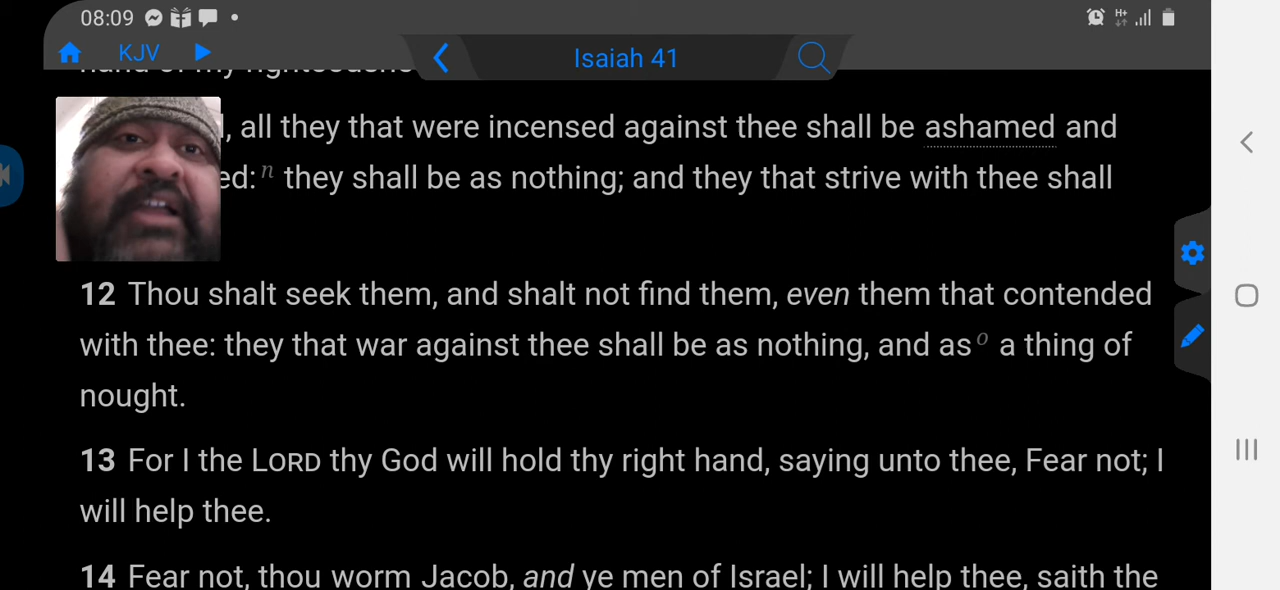 08:09
KJV
Isaiah 41
, all they that were incensed against thee shall be ashamed and
ed:n they shall be as nothing; and they that strive with thee shall
12 Thou shalt seek them, and shalt not find them, even them that contended
with thee: they that war against thee shall be as nothing, and as o a thing of
nought.
13 For I the LORD thy God will hold thy right hand, saying unto thee, Fear not; I
will help thee.
14 Fear not, thou worm Jacob, and ye men of Israel; I will help thee, saith the